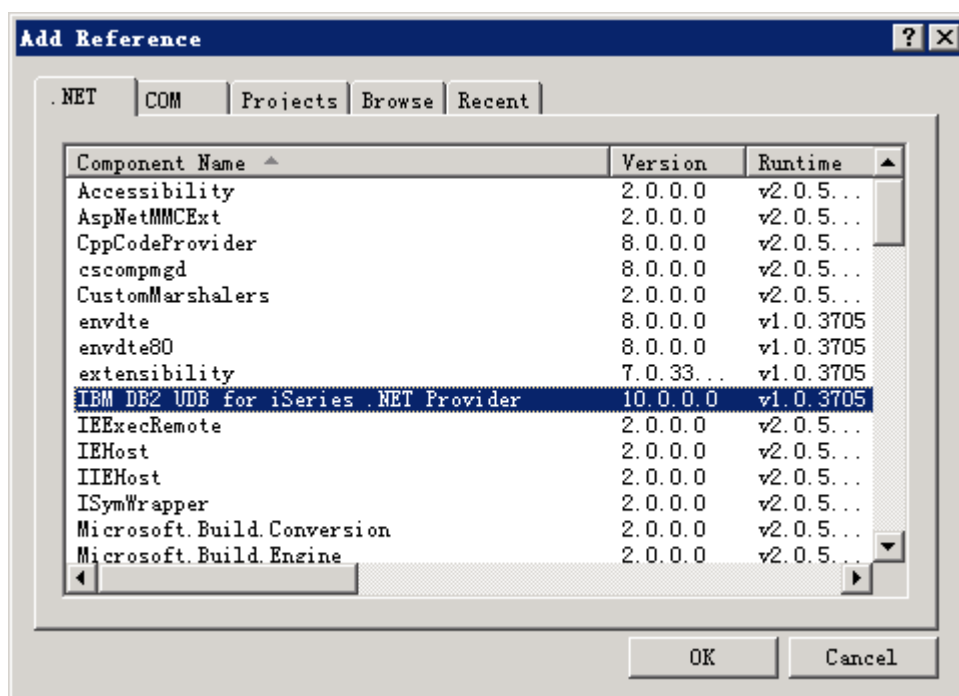 Add Reference
.NET COM Projects Browse Recent
Component Name Version Runtime
Accessibility 2.0.0.0 v2.0.5...
AspNetMMCExt 2.0.0.0 v2.0.5...
CppCodeProvider 8.0.0.0 v2.0.5...
cscompmgd 8.0.0.0 v2.0.5...
CustomMarshalers 2.0.0.0 v2.0.5...
envdte 8.0.0.0 v1.0.3705
envdte80 8.0.0.0 v1.0.3705
extensibility 7.0.33... v1.0.3705
IBM DB2 UDB for iSeries .NET Provider 10.0.0.0 v1.0.3705
IEExecRemote 2.0.0.0 v2.0.5...
IEHost 2.0.0.0 v2.0.5...
IIEHost 2.0.0.0 v2.0.5...
ISymWrapper 2.0.0.0 v2.0.5...
Microsoft.Build.Conversion 2.0.0.0 v2.0.5...
Microsoft.Build.Engine 2.0.0.0 v2.0.5...
OK Cancel